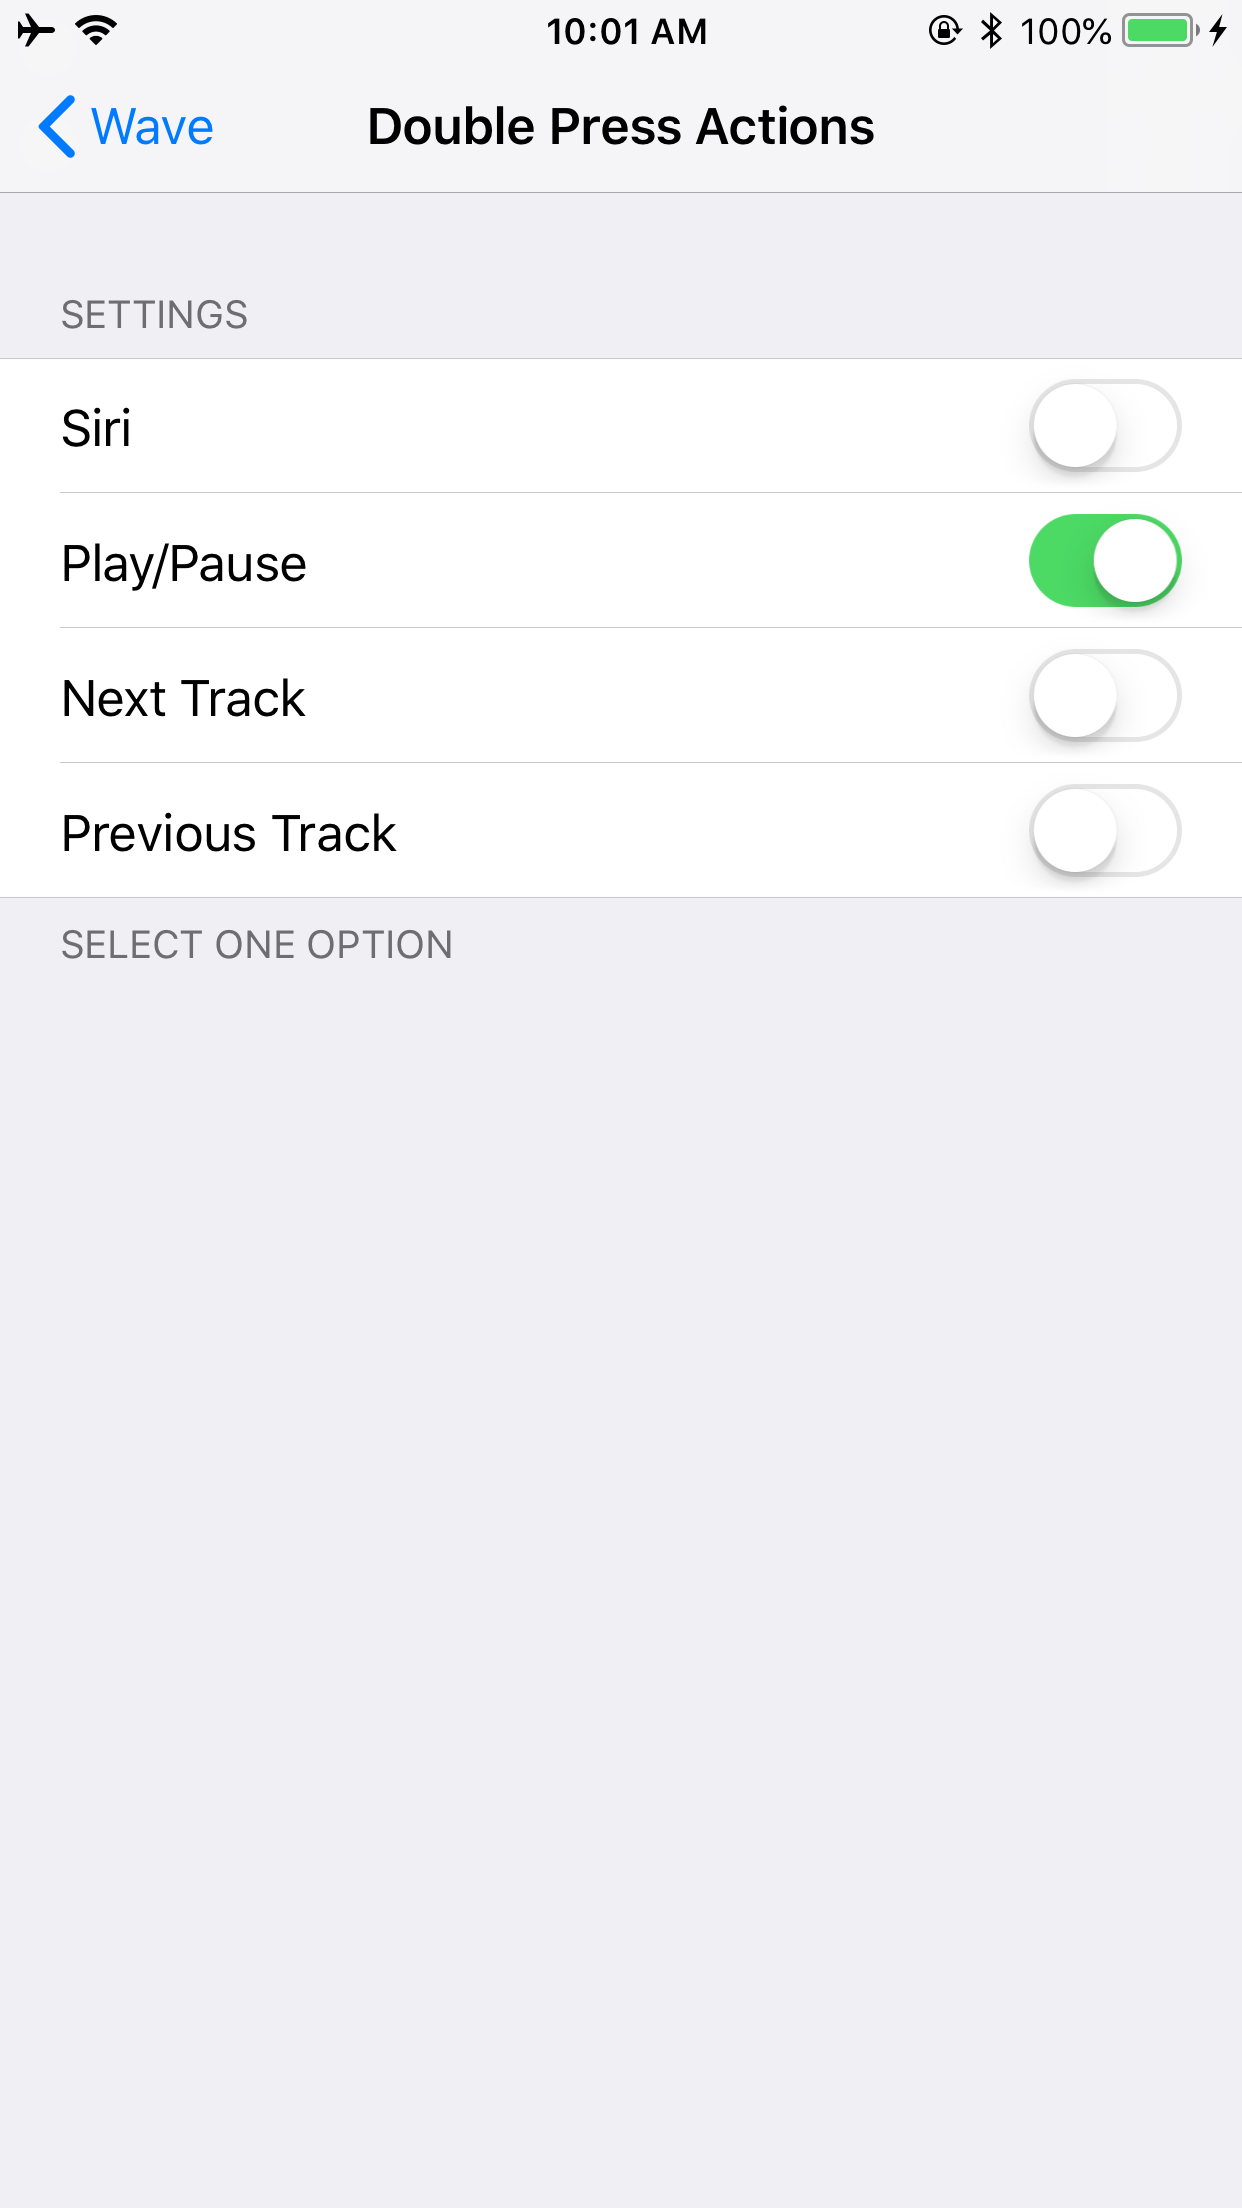 10:01 AM
100%
Wave
Double Press Actions
SETTINGS
Siri
Play/Pause
Next Track
Previous Track
SELECT ONE OPTION